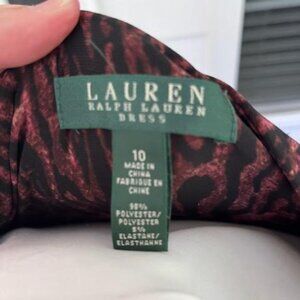 LAUREN
RALPH LAUREN
DRESS
10
MADE IN
CHINA
FABRIQUE EN
CHINE
95%
POLYESTER/
POLYESTER
5%
ELASTANE/
ELASTHANNE